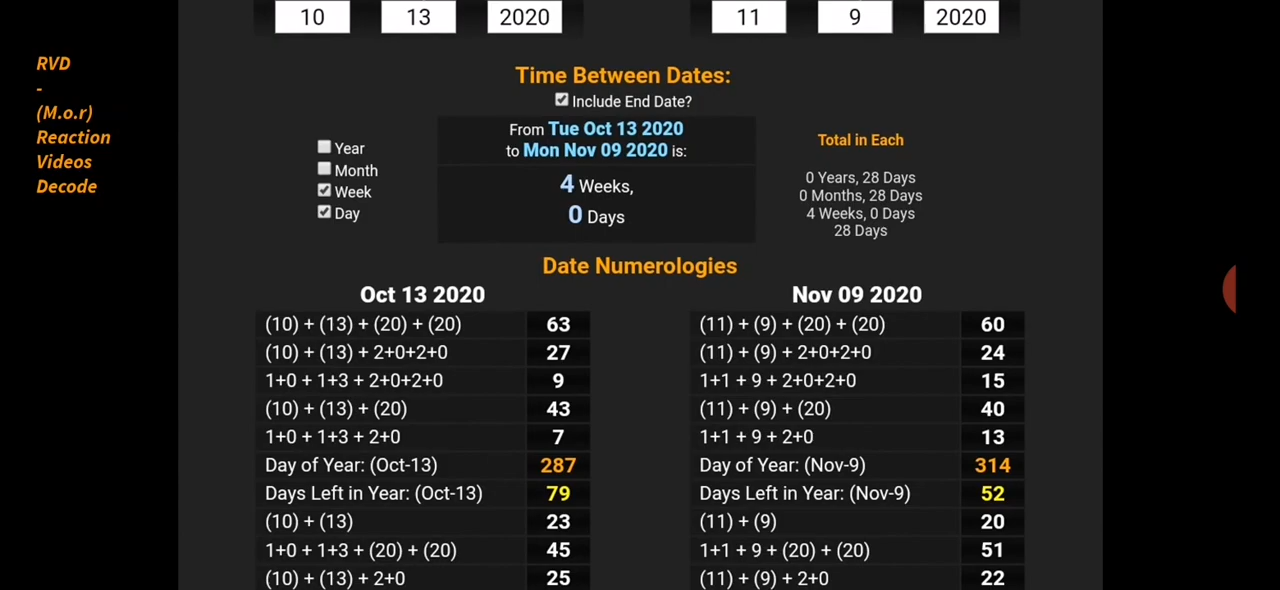 10 13 2020 11 9 2020
RVD
-
(M.o.r)
Reaction
Videos
Decode
Time Between Dates:
Include End Date?
Year
Month
Week
Day
From Tue Oct 13 2020
to Mon Nov 09 2020 is:
4 Weeks,
0 Days
Total in Each
0 Years, 28 Days
0 Months, 28 Days
4 Weeks, 0 Days
28 Days
Date Numerologies
Oct 13 2020
(10) + (13) + (20) + (20) 63
(10) + (13) + 2+0+2+0 27
1+0 + 1+3 + 2+0+2+0 9
(10) + (13) + (20) 43
1+0 + 1+3 + 2+0 7
Day of Year: (Oct-13) 287
Days Left in Year: (Oct-13) 79
(10) + (13) 23
1+0 + 1+3 + (20) + (20) 45
(10) + (13) + 2+0 25
Nov 09 2020
(11) + (9) + (20) + (20) 60
(11) + (9) + 2+0+2+0 24
1+1 + 9 + 2+0+2+0 15
(11) + (9) + (20) 40
1+1 + 9 + 2+0 13
Day of Year: (Nov-9) 314
Days Left in Year: (Nov-9) 52
(11) + (9) 20
1+1 + 9 + (20) + (20) 51
(11) + (9) + 2+0 22